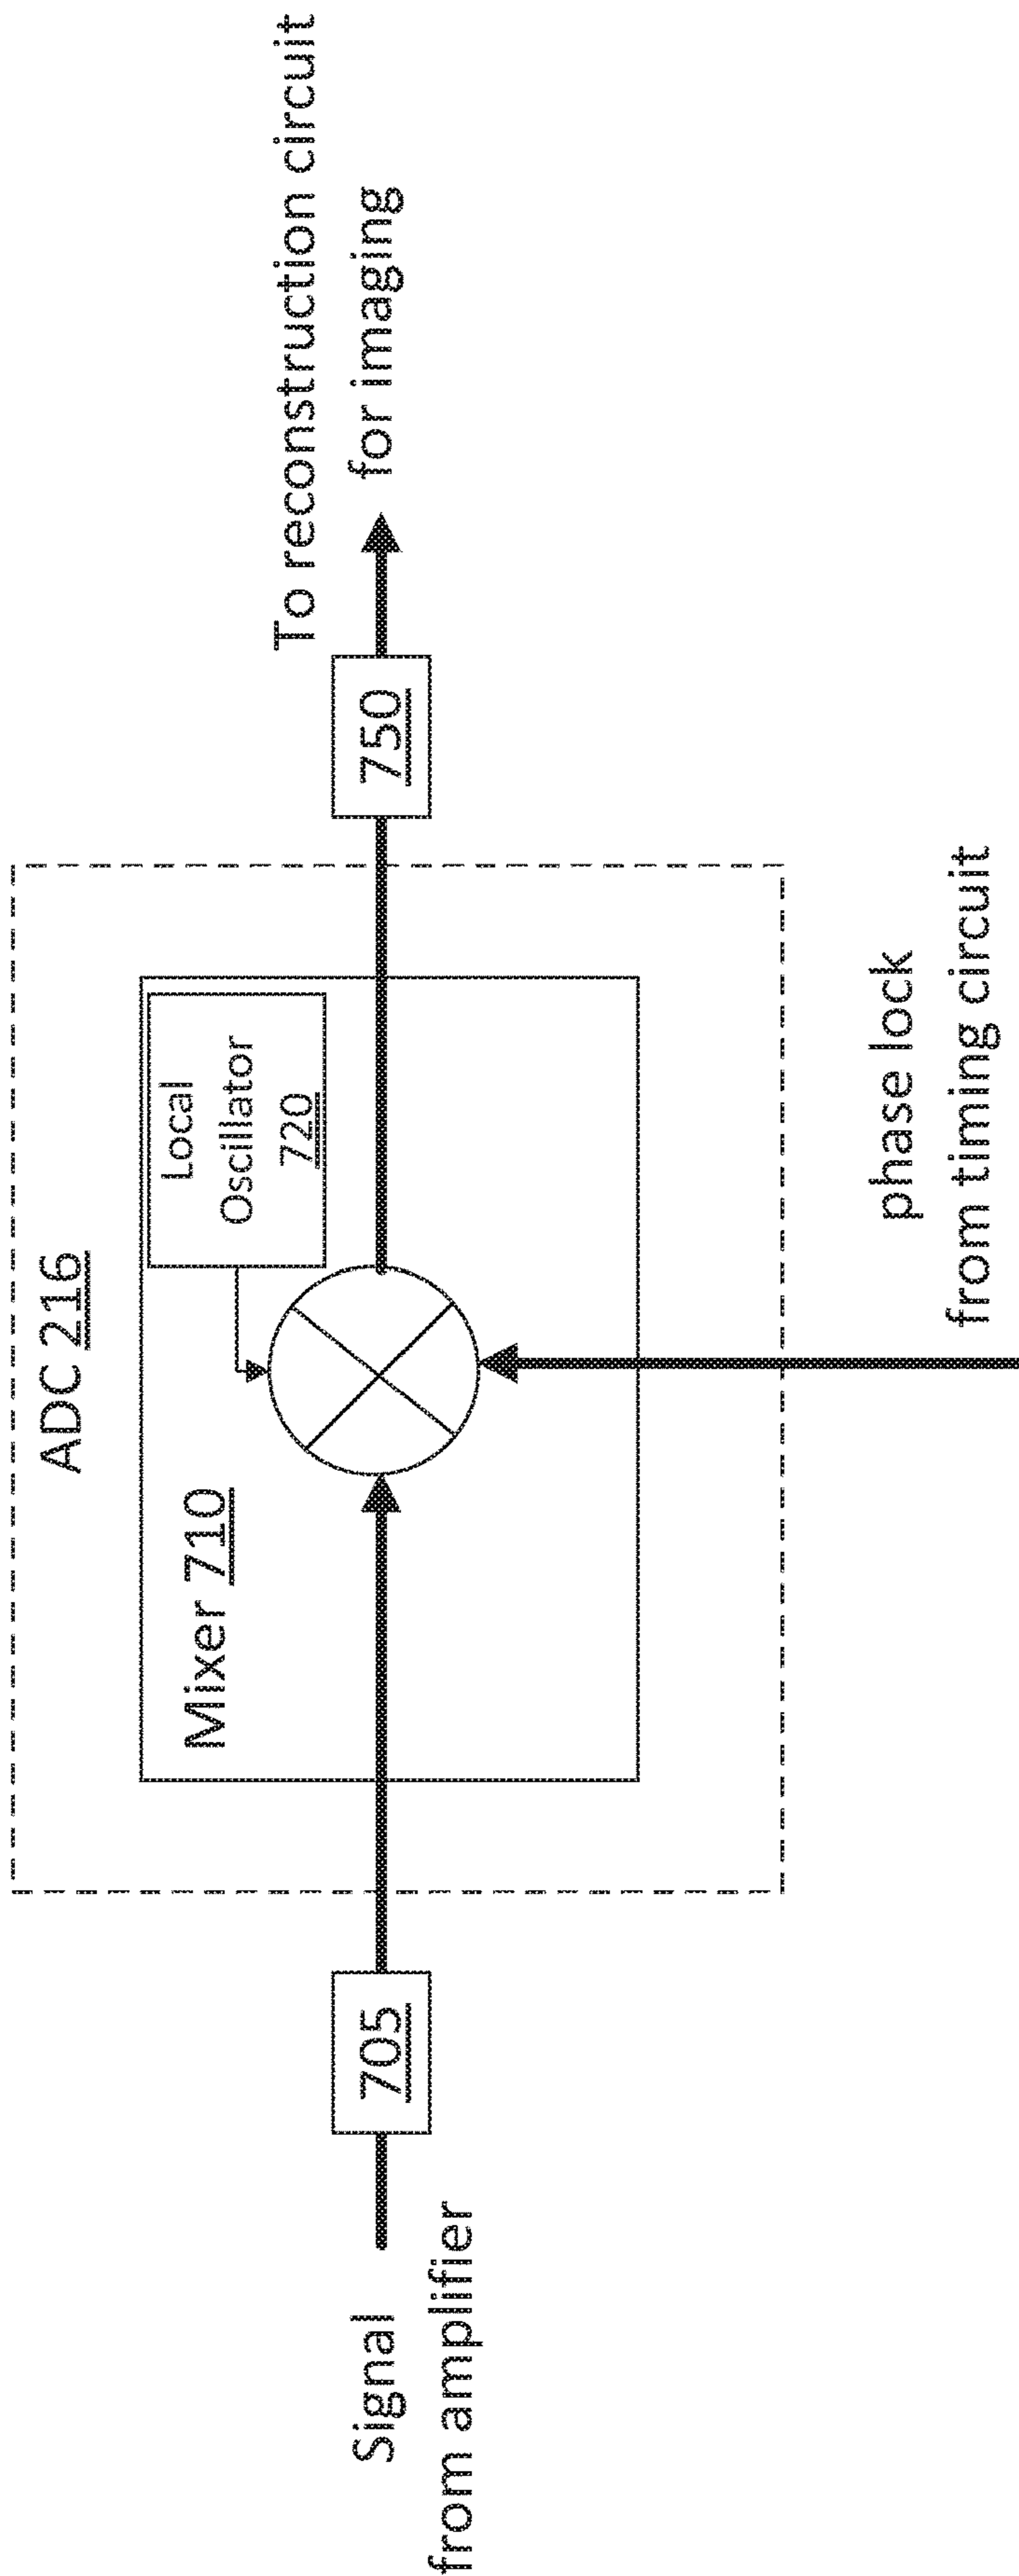 ADC 216
Mixer 710
Local
Oscillator
720
To reconstruction circuit
for imaging
705
750
Signal
from amplifier
phase lock
from timing circuit